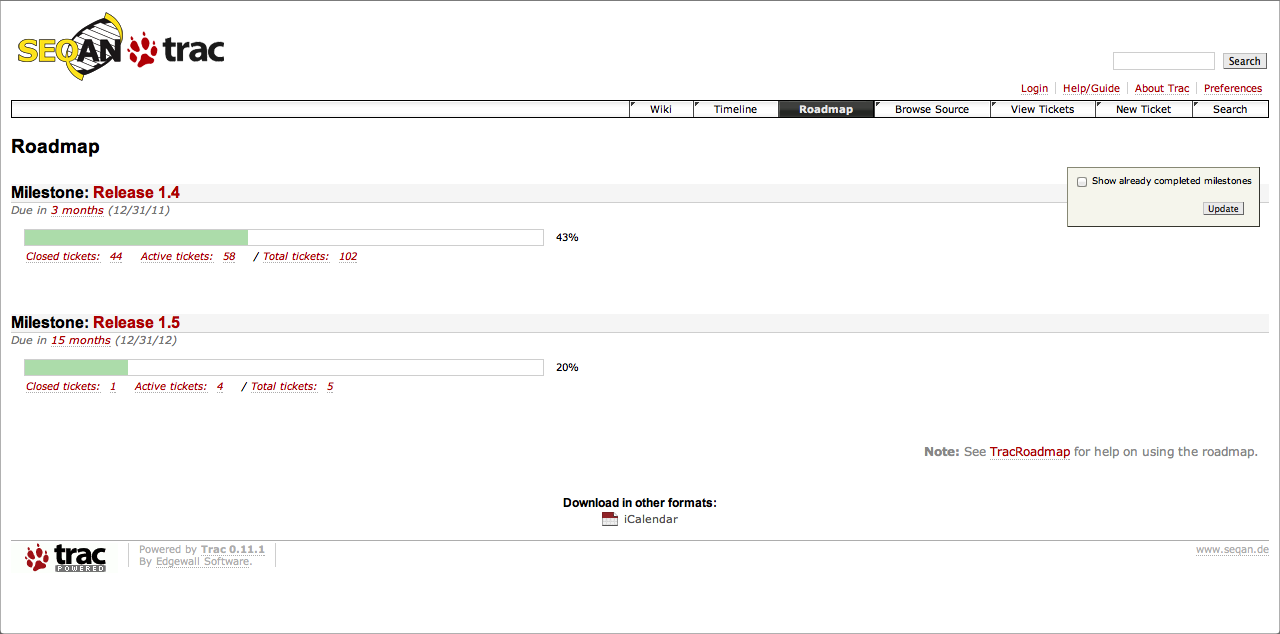 SEQAN trac
Search
Login Help/Guide About Trac Preferences
Wiki Timeline Roadmap Browse Source View Tickets New Ticket Search
Roadmap
Show already completed milestones
Update
Milestone: Release 1.4
Due in 3 months (12/31/11)
43%
Closed tickets: 44 Active tickets: 58 / Total tickets: 102
Milestone: Release 1.5
Due in 15 months (12/31/12)
20%
Closed tickets: 1 Active tickets: 4 / Total tickets: 5
Note: See TracRoadmap for help on using the roadmap.
Download in other formats:
iCalendar
trac
POWERED
Powered by Trac 0.11.1
By Edgewall Software.
www.seqan.de